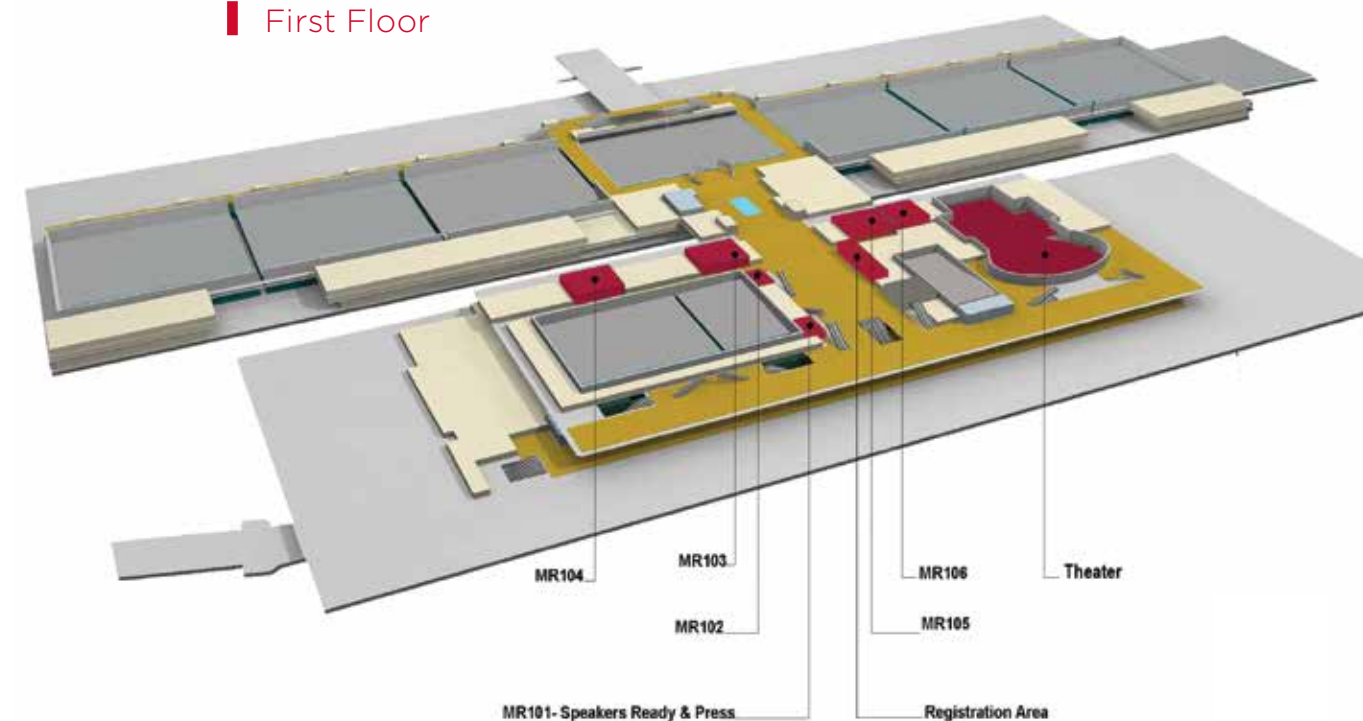 First Floor
MR104
MR103
MR106
Theater
MR102
MR105
MR101- Speakers Ready & Press
Registration Area